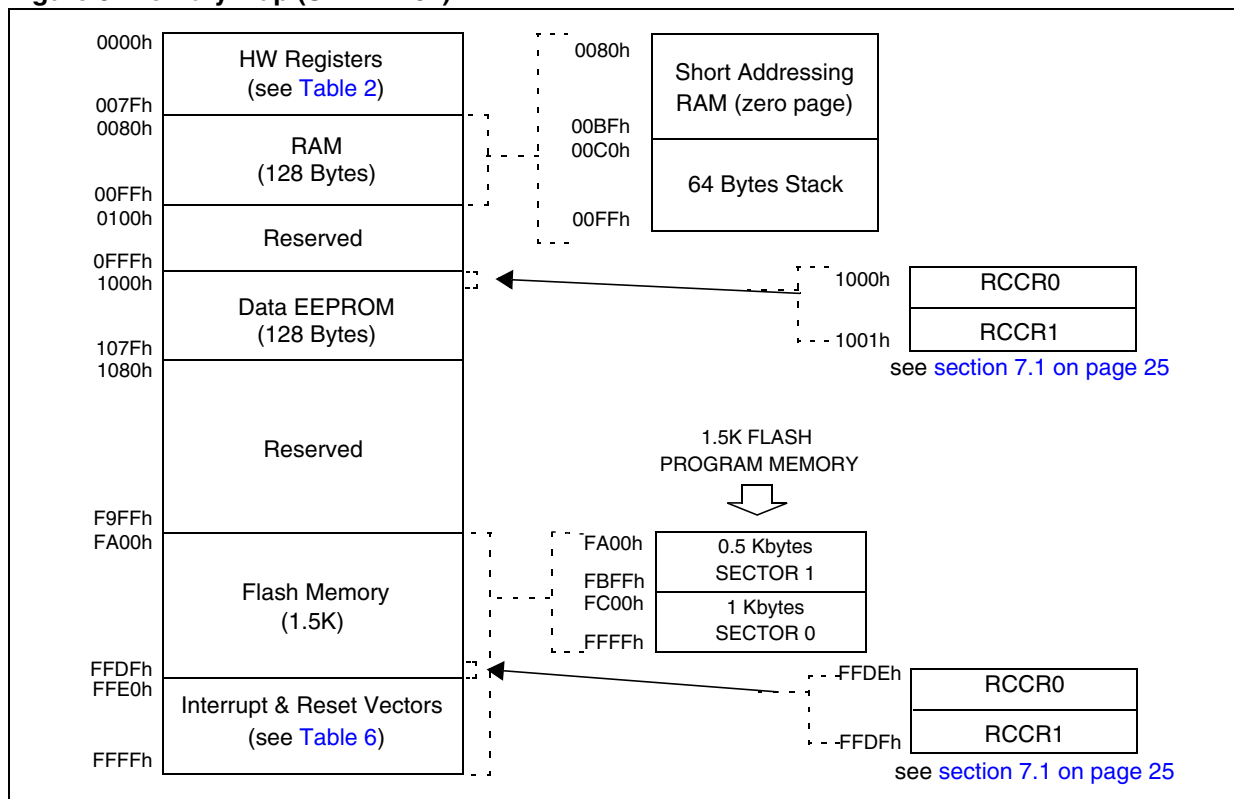 0000h
HW Registers
(see Table 2)
007Fh
0080h
RAM
(128 Bytes)
00FFh
0100h
Reserved
0FFFh
1000h
Data EEPROM
(128 Bytes)
107Fh
1080h
Reserved
F9FFh
FA00h
Flash Memory
(1.5K)
FFDFh
FFE0h
Interrupt & Reset Vectors
(see Table 6)
FFFFh
0080h
Short Addressing
RAM (zero page)
00BFh
00C0h
64 Bytes Stack
00FFh
1000h
RCCR0
RCCR1
1001h
see section 7.1 on page 25
1.5K FLASH
PROGRAM MEMORY
FA00h
0.5 Kbytes
SECTOR 1
FBFFh
FC00h
1 Kbytes
SECTOR 0
FFFFh
FFDEh
RCCR0
RCCR1
FFDFh
see section 7.1 on page 25